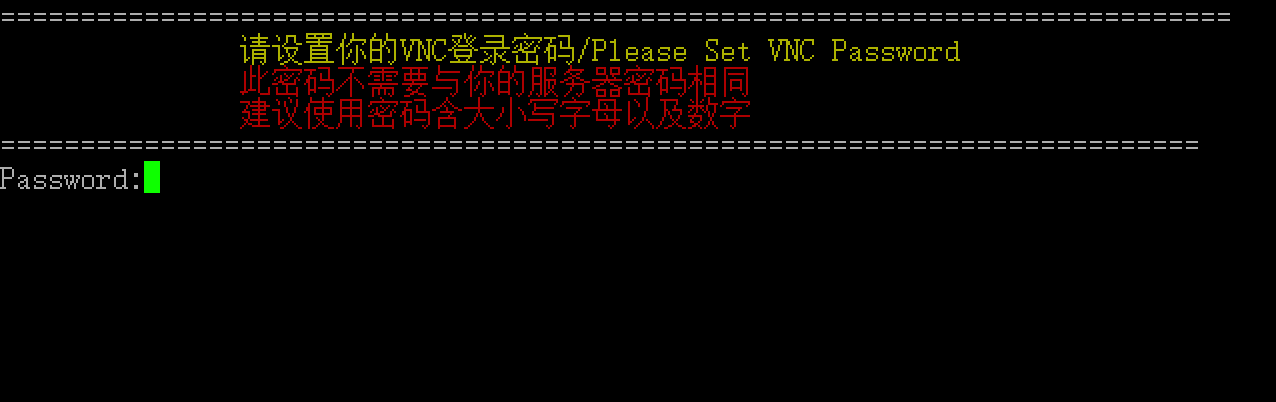 =============================================================================
请设置你的VNC登录密码/Please Set VNC Password
此密码不需要与你的服务器密码相同
建议使用密码含大小写字母以及数字
===========================================================================
Password: